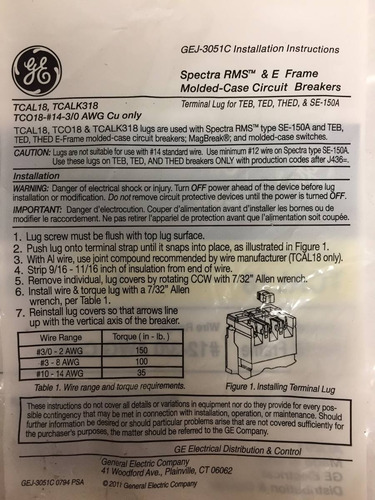 GEJ-3051C Installation Instructions
GE
Spectra RMS™ & E Frame
Molded-Case Circuit Breakers
TCAL18, TCALK318
TCO18-#14-3/0 AWG Cu only
Terminal Lug for TEB, TED, THED, & SE-150A
TCAL18, TCO18 & TCALK318 lugs are used with Spectra RMS™ type SE-150A and TEB,
TED, THED E-Frame molded-case circuit breakers; MagBreak®; and molded-case switches.
CAUTION: Lugs are not suitable for use with #14 standard wire. Use minimum #12 wire on Spectra type SE-150A.
Use these lugs on TEB, TED, AND THED breakers ONLY with production codes after J436=.
Installation
WARNING: Danger of electrical shock or injury. Turn OFF power ahead of the device before lug
installation or modification. Do not remove circuit protective devices until the power is turned OFF.
IMPORTANT: Danger d'electrocution. Couper d'alimentation avant d'installer les bornes ou de
modifier le raccordement. Ne pas retirer l'appariel de protection avant que l'alimentation soit coupée.
1. Lug screw must be flush with top lug surface.
2. Push lug onto terminal strap until it snaps into place, as illustrated in Figure 1.
3. With Al wire, use joint compound recommended by wire manufacturer (TCAL18 only).
4. Strip 9/16 - 11/16 inch of insulation from end of wire.
5. Remove individual, lug covers by rotating CCW with 7/32" Allen wrench.
6. Install wire & torque lug with a 7/32" Allen
wrench, per Table 1.
7. Reinstall lug covers so that arrows line
up with the vertical axis of the breaker.
Wire Range Torque (in - lb.)
#3/0 - 2 AWG 150
#3 - 8 AWG 100
#10 - 14 AWG 35
Table 1. Wire range and torque requirements.
Figure 1. Installing Terminal Lug
These instructions do not cover all details or variations in equipment nor do they provide for every pos-
sible contingency that may be met in connection with installation, operation, or maintenance. Should
further information be desired or should particular problems arise that are not covered sufficiently for
the purchaser's purposes, the matter should be referred to the GE Company.
GE Electrical Distribution & Control
General Electric Company
41 Woodford Ave., Plainville, CT 06062
GEJ-3051C 0794 PSA
© 2011 General Electric Company